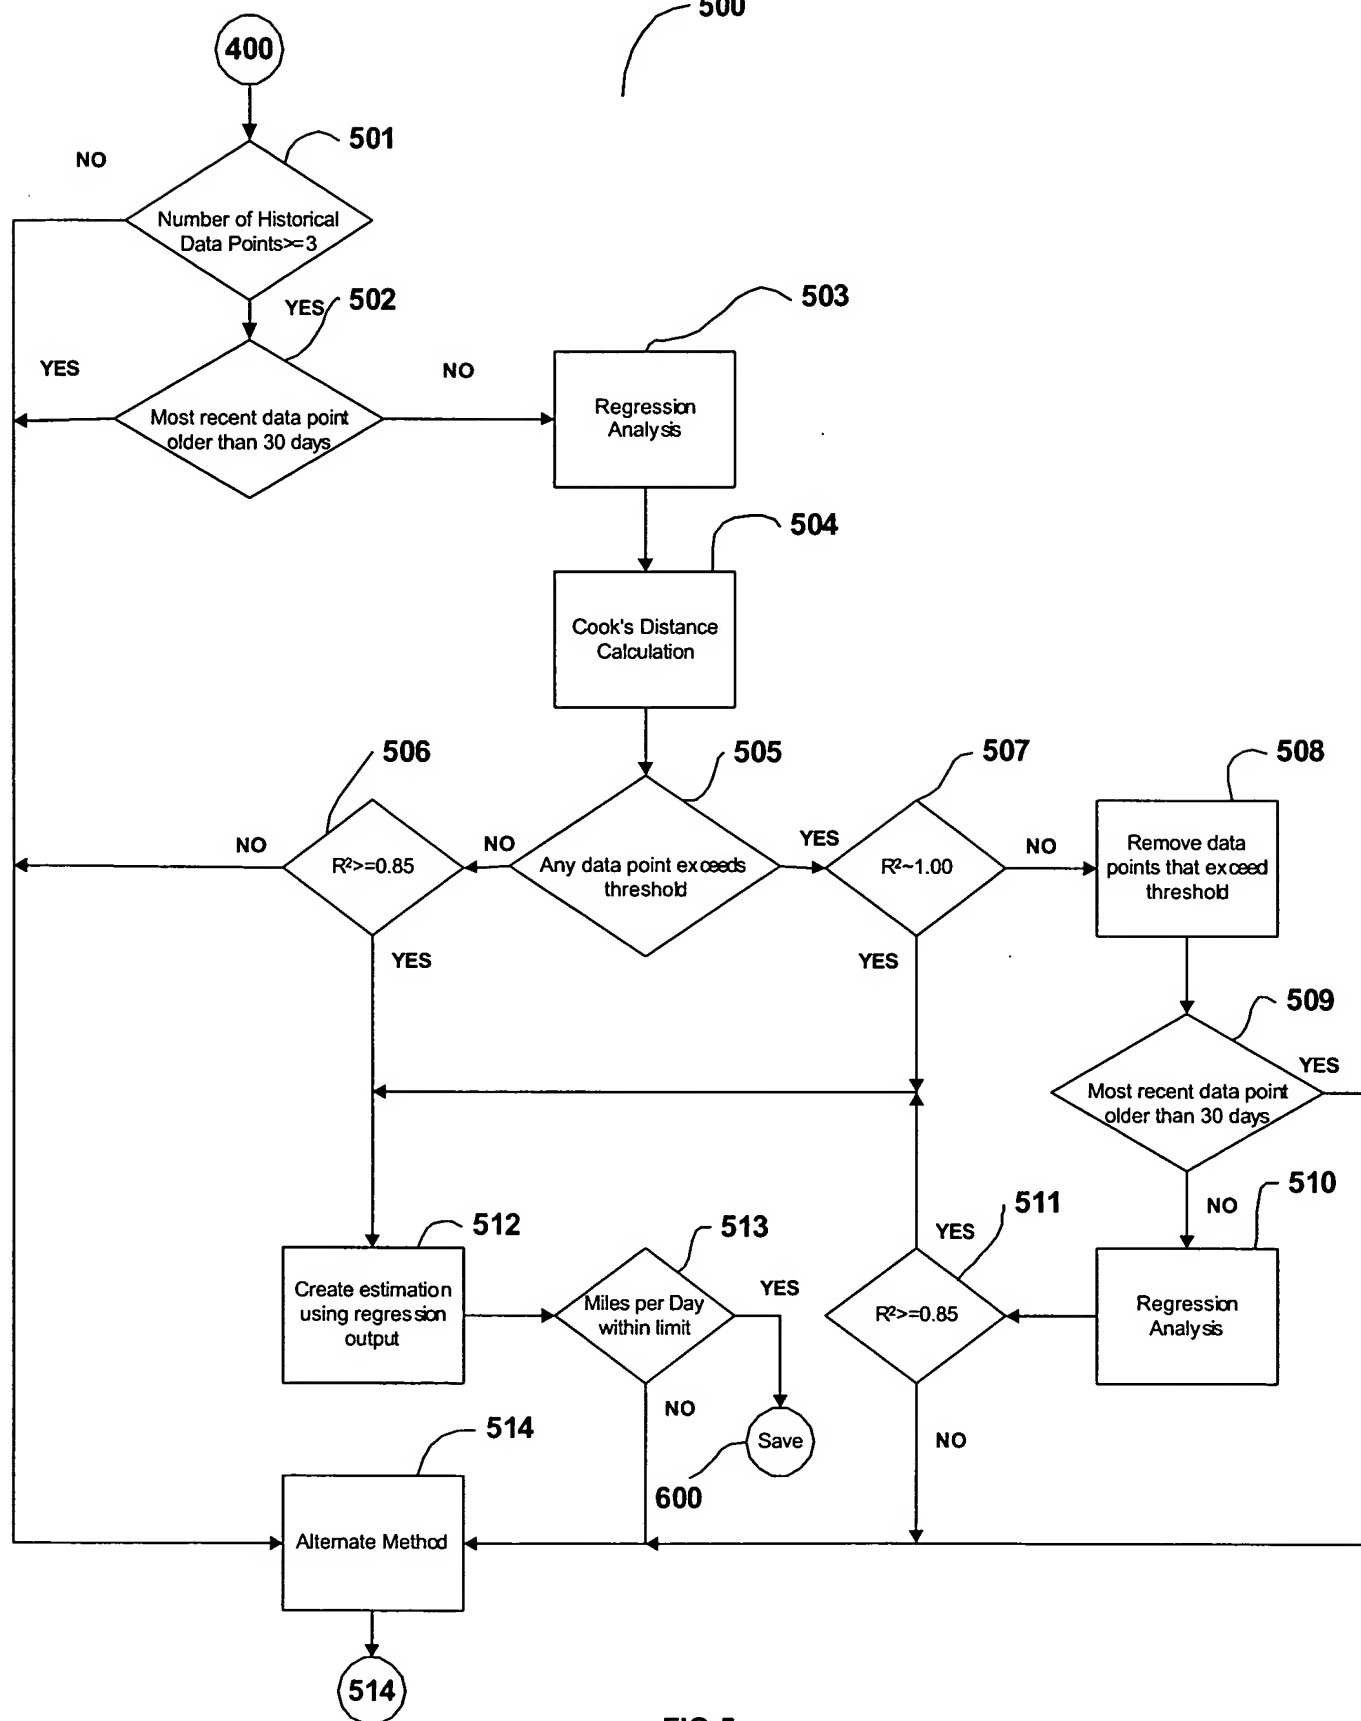 500
400
501
NO
Number of Historical
Data Points>=3
YES
502
503
YES
NO
Most recent data point
older than 30 days
Regression
Analysis
504
Cook's Distance
Calculation
506
505
507
508
NO
R²>=0.85
NO
Any data point exceeds
threshold
YES
R²~1.00
NO
Remove data
points that exceed
threshold
YES
YES
509
YES
Most recent data point
older than 30 days
NO
510
511
512
513
YES
Create estimation
using regression
output
Miles per Day
within limit
YES
R²>=0.85
Regression
Analysis
NO
NO
Save
600
514
Alternate Method
514